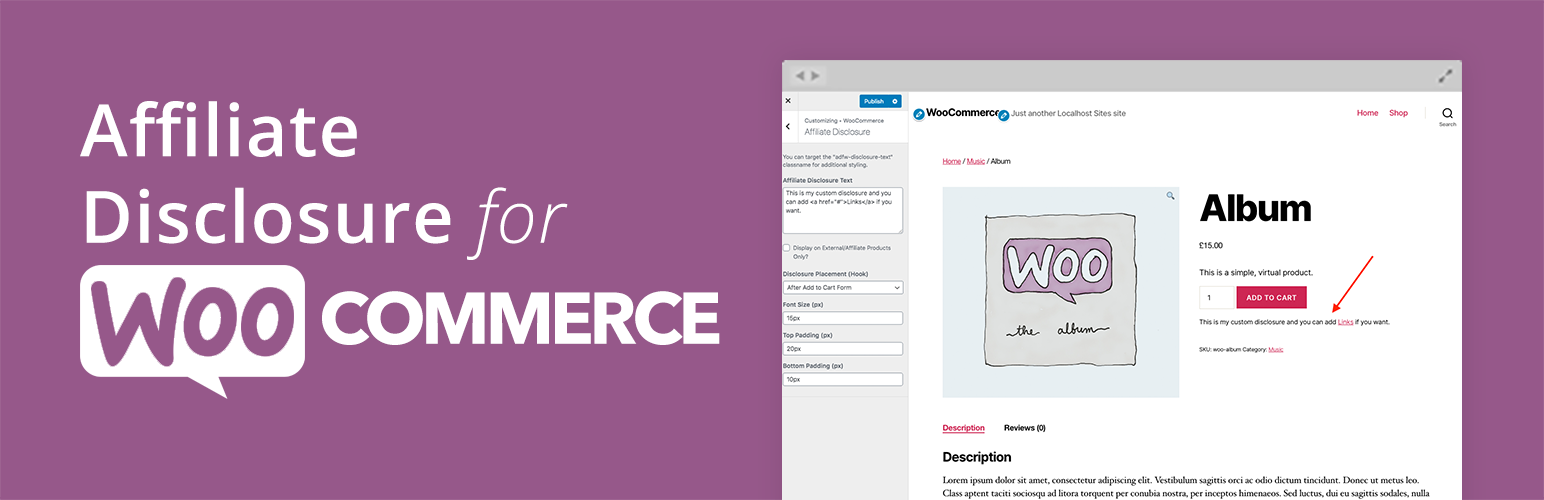 Affiliate
Disclosure for
WOO COMMERCE
Publish
Customizing • WooCommerce
Affiliate Disclosure
You can target the "adfw-disclosure-text"
classname for additional styling.
Affiliate Disclosure Text
This is my custom disclosure and you
can add <a href="#">Links</a> if you
want.
Display on External/Affiliate Products
Only?
Disclosure Placement (Hook)
After Add to Cart Form
Font Size (px)
15px
Top Padding (px)
20px
Bottom Padding (px)
10px
WooCommerce Just another Localhost Sites site
Home Shop
Search
Home / Music / Album
Woo
the album
Album
£15.00
This is a simple, virtual product.
1 ADD TO CART
This is my custom disclosure and you can add Links if you want.
SKU: woo-album Category: Music
Description Reviews (0)
Description
Lorem ipsum dolor sit amet, consectetur adipiscing elit. Vestibulum sagittis orci ac odio dictum tincidunt. Donec ut metus leo.
Class aptent taciti sociosqu ad litora torquent per conubia nostra, per inceptos himenaeos. Sed luctus, dui eu sagittis sodales, nulla